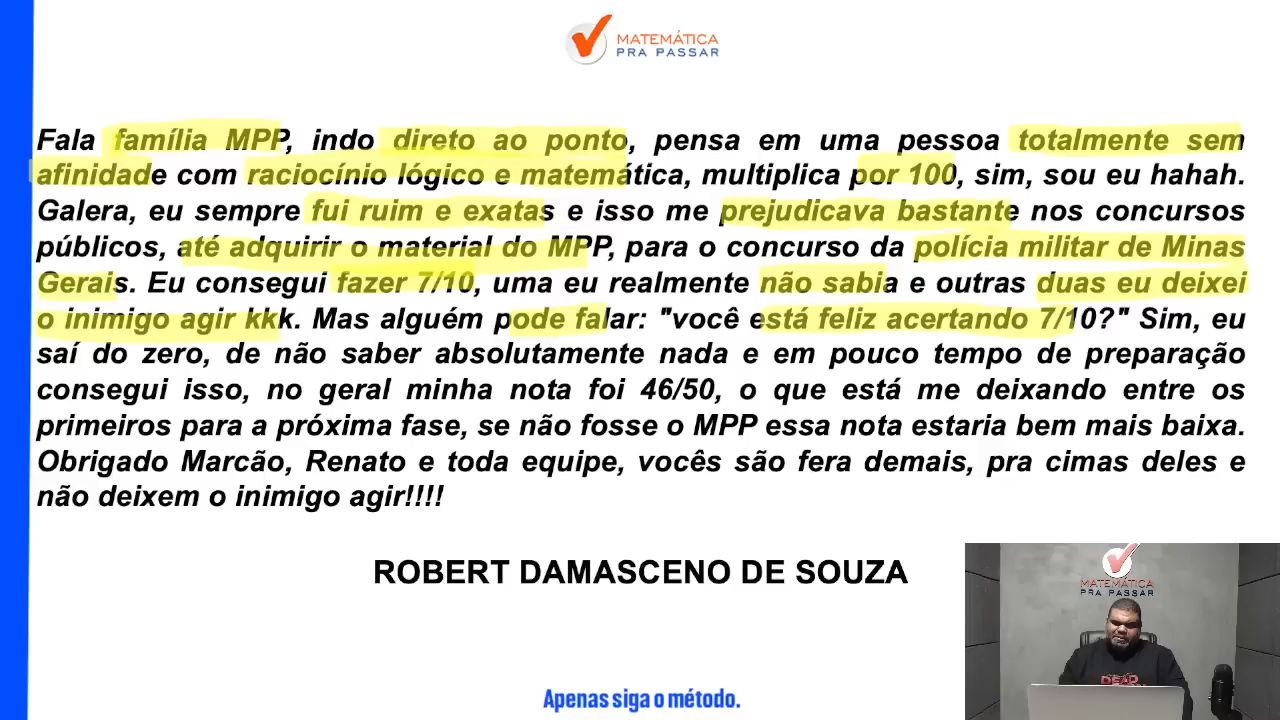 MATEMÁTICA
PRA PASSAR
Fala família MPP, indo direto ao ponto, pensa em uma pessoa totalmente sem
afinidade com raciocínio lógico e matemática, multiplica por 100, sim, sou eu hahah.
Galera, eu sempre fui ruim e exatas e isso me prejudicava bastante nos concursos
públicos, até adquirir o material do MPP, para o concurso da polícia militar de Minas
Gerais. Eu consegui fazer 7/10, uma eu realmente não sabia e outras duas eu deixei
o inimigo agir kkk. Mas alguém pode falar: "você está feliz acertando 7/10?" Sim, eu
saí do zero, de não saber absolutamente nada e em pouco tempo de preparação
consegui isso, no geral minha nota foi 46/50, o que está me deixando entre os
primeiros para a próxima fase, se não fosse o MPP essa nota estaria bem mais baixa.
Obrigado Marcão, Renato e toda equipe, vocês são fera demais, pra cimas deles e
não deixem o inimigo agir!!!!
ROBERT DAMASCENO DE SOUZA
MATEMÁTICA
PRA PASSAR
DEAD
Apenas siga o método.